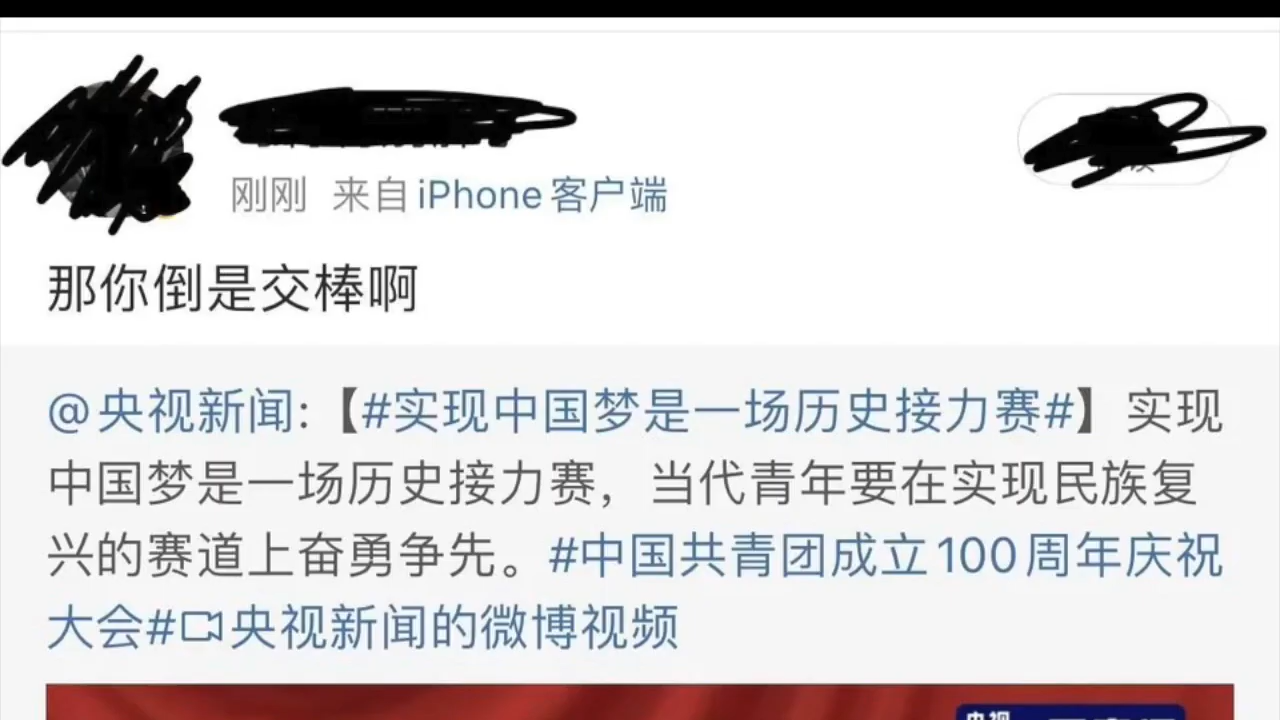 刚刚 来自 iPhone 客户端
那你倒是交棒啊
@央视新闻:【#实现中国梦是一场历史接力赛#】实现
中国梦是一场历史接力赛，当代青年要在实现民族复
兴的赛道上奋勇争先。#中国共青团成立100周年庆祝
大会#央视新闻的微博视频
央视